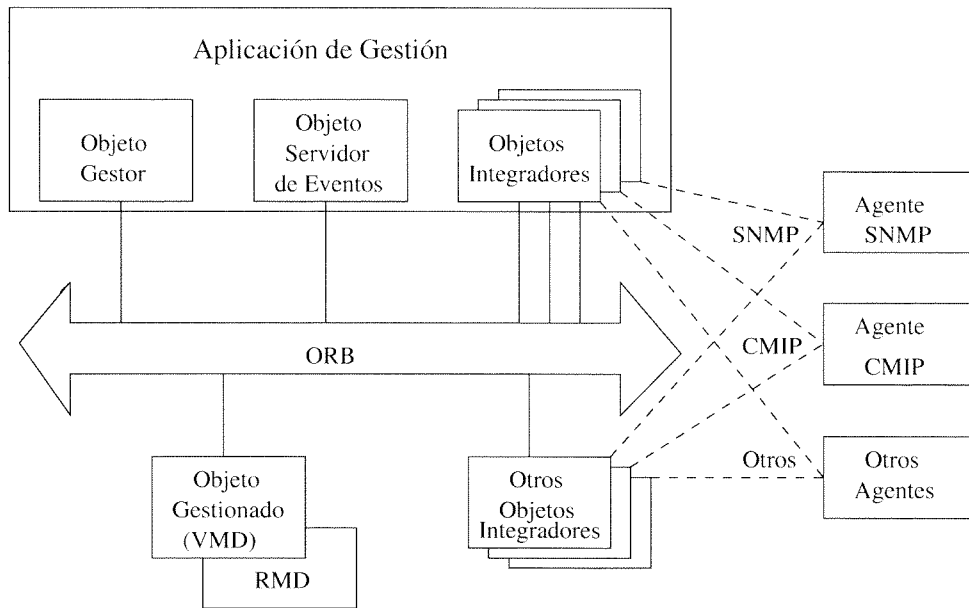 Aplicación de Gestión
Objeto
Gestor
Objeto
Servidor
de Eventos
Objetos
Integradores
Agente
SNMP
SNMP
Agente
CMIP
CMIP
ORB
Otros
Agentes
Otros
Objeto
Gestionado
(VMD)
RMD
Otros
Objetos
Integradores